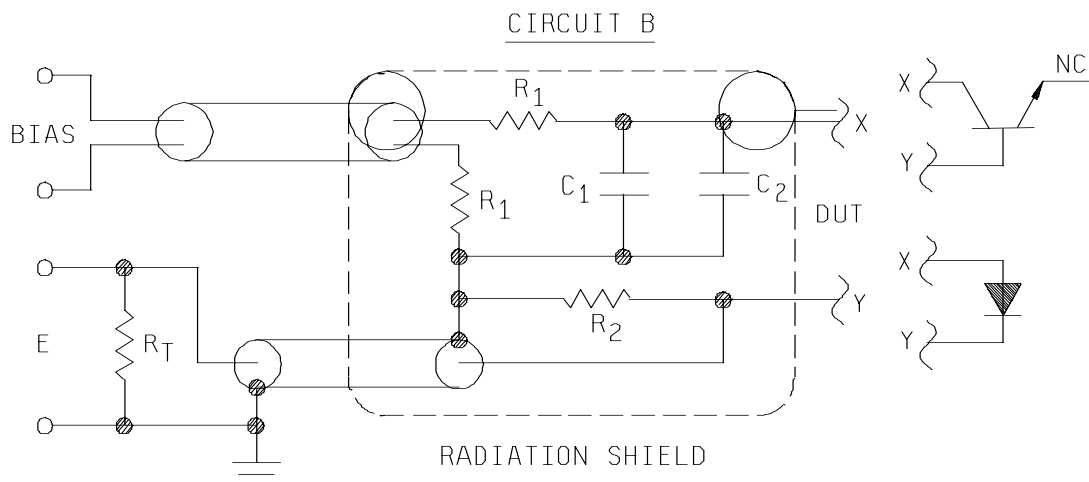 CIRCUIT B
BIAS
R1
R1
C1
C2
X
Y
DUT
R2
E
RT
RADIATION SHIELD
X
NC
Y
X
Y